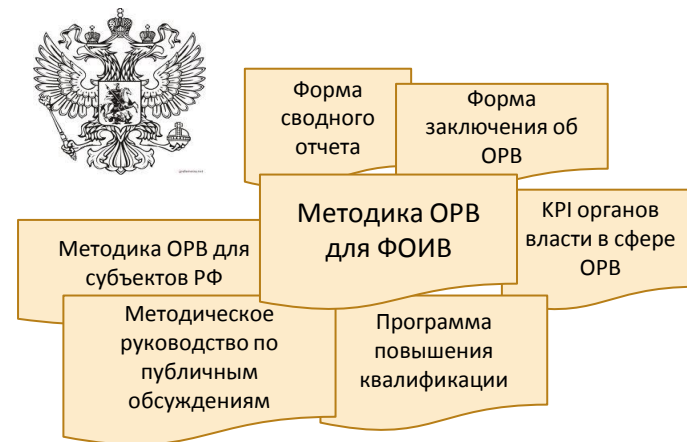 Форма
сводного
отчета
Форма
заключения об
ОРВ
Методика ОРВ
для ФОИВ
KPI органов
власти в сфере
ОРВ
Методика ОРВ для
субъектов РФ
Методическое
руководство по
публичным
обсуждениям
Программа
повышения
квалификации